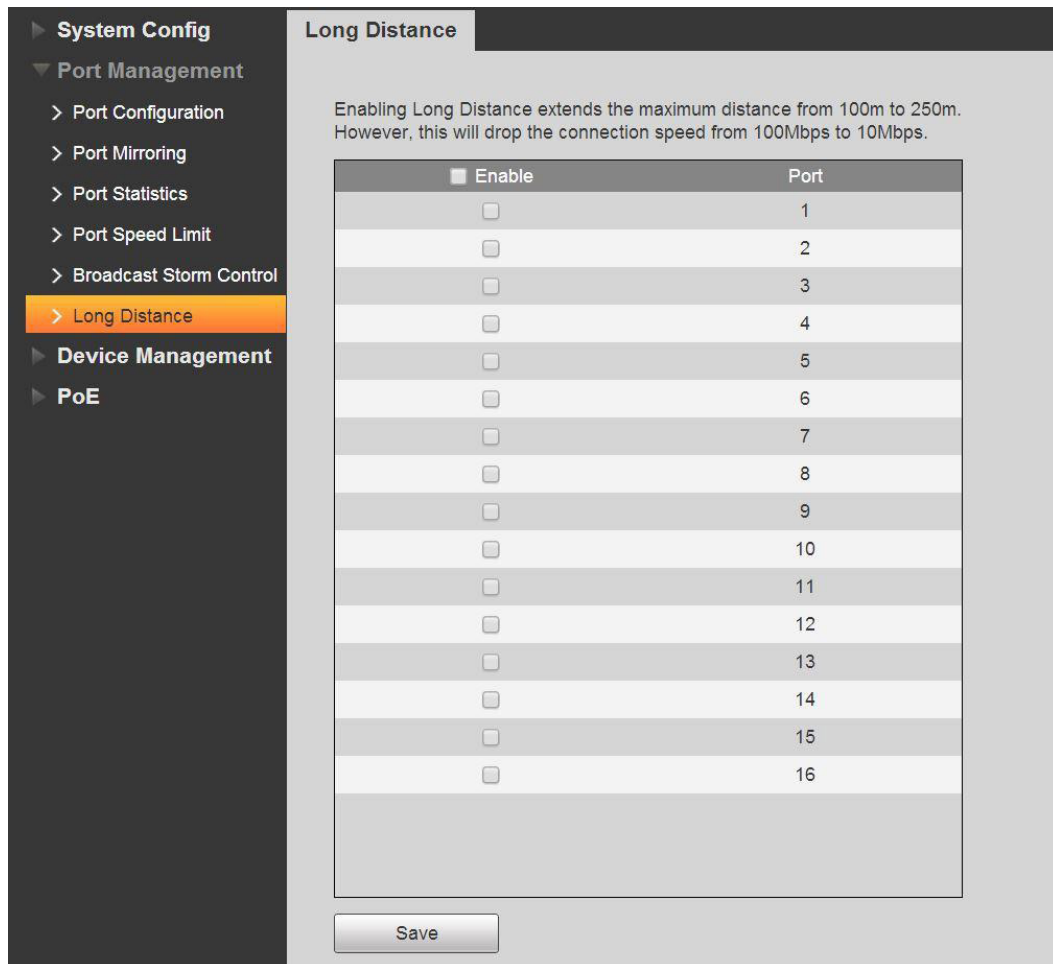 System Config
Port Management
> Port Configuration
> Port Mirroring
> Port Statistics
> Port Speed Limit
> Broadcast Storm Control
> Long Distance
Device Management
PoE
Long Distance
Enabling Long Distance extends the maximum distance from 100m to 250m.
However, this will drop the connection speed from 100Mbps to 10Mbps.
Enable Port
1
2
3
4
5
6
7
8
9
10
11
12
13
14
15
16
Save